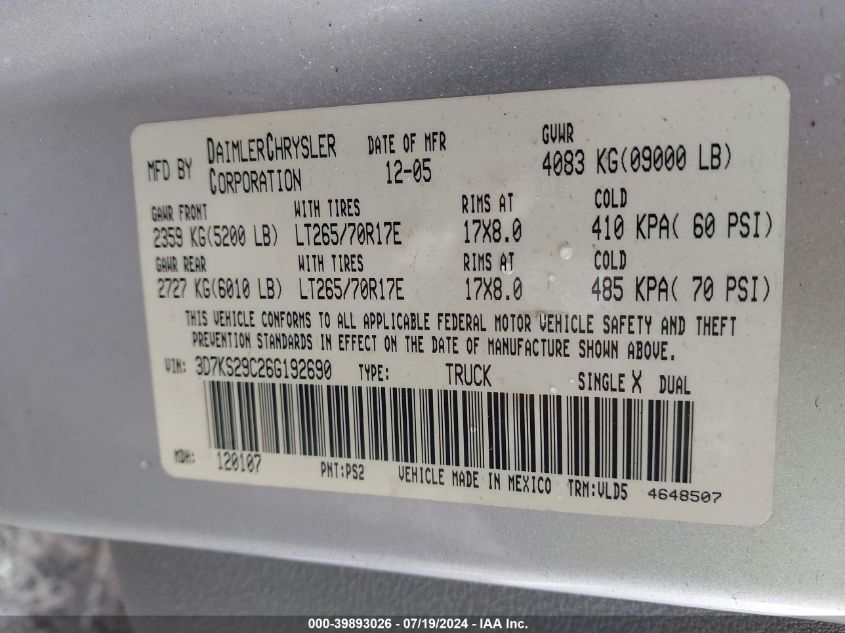 MFD BY DAIMLERCHRYSLER CORPORATION DATE OF MFR 12-05 GVWR 4083 KG(09000 LB)
GAWR FRONT WITH TIRES RIMS AT COLD
2359 KG(5200 LB) LT265/70R17E 17X8.0 410 KPA( 60 PSI)
GAWR REAR WITH TIRES RIMS AT COLD
2727 KG(6010 LB) LT265/70R17E 17X8.0 485 KPA( 70 PSI)
THIS VEHICLE CONFORMS TO ALL APPLICABLE FEDERAL MOTOR VEHICLE SAFETY AND THEFT
PREVENTION STANDARDS IN EFFECT ON THE DATE OF MANUFACTURE SHOWN ABOVE.
VIN: 3D7KS29C26G192690 TYPE: TRUCK SINGLE X DUAL
MDH: 120107 PNT:PS2 VEHICLE MADE IN MEXICO TRM:VLD5 4648507
000-39893026 - 07/19/2024 - IAAI Inc.